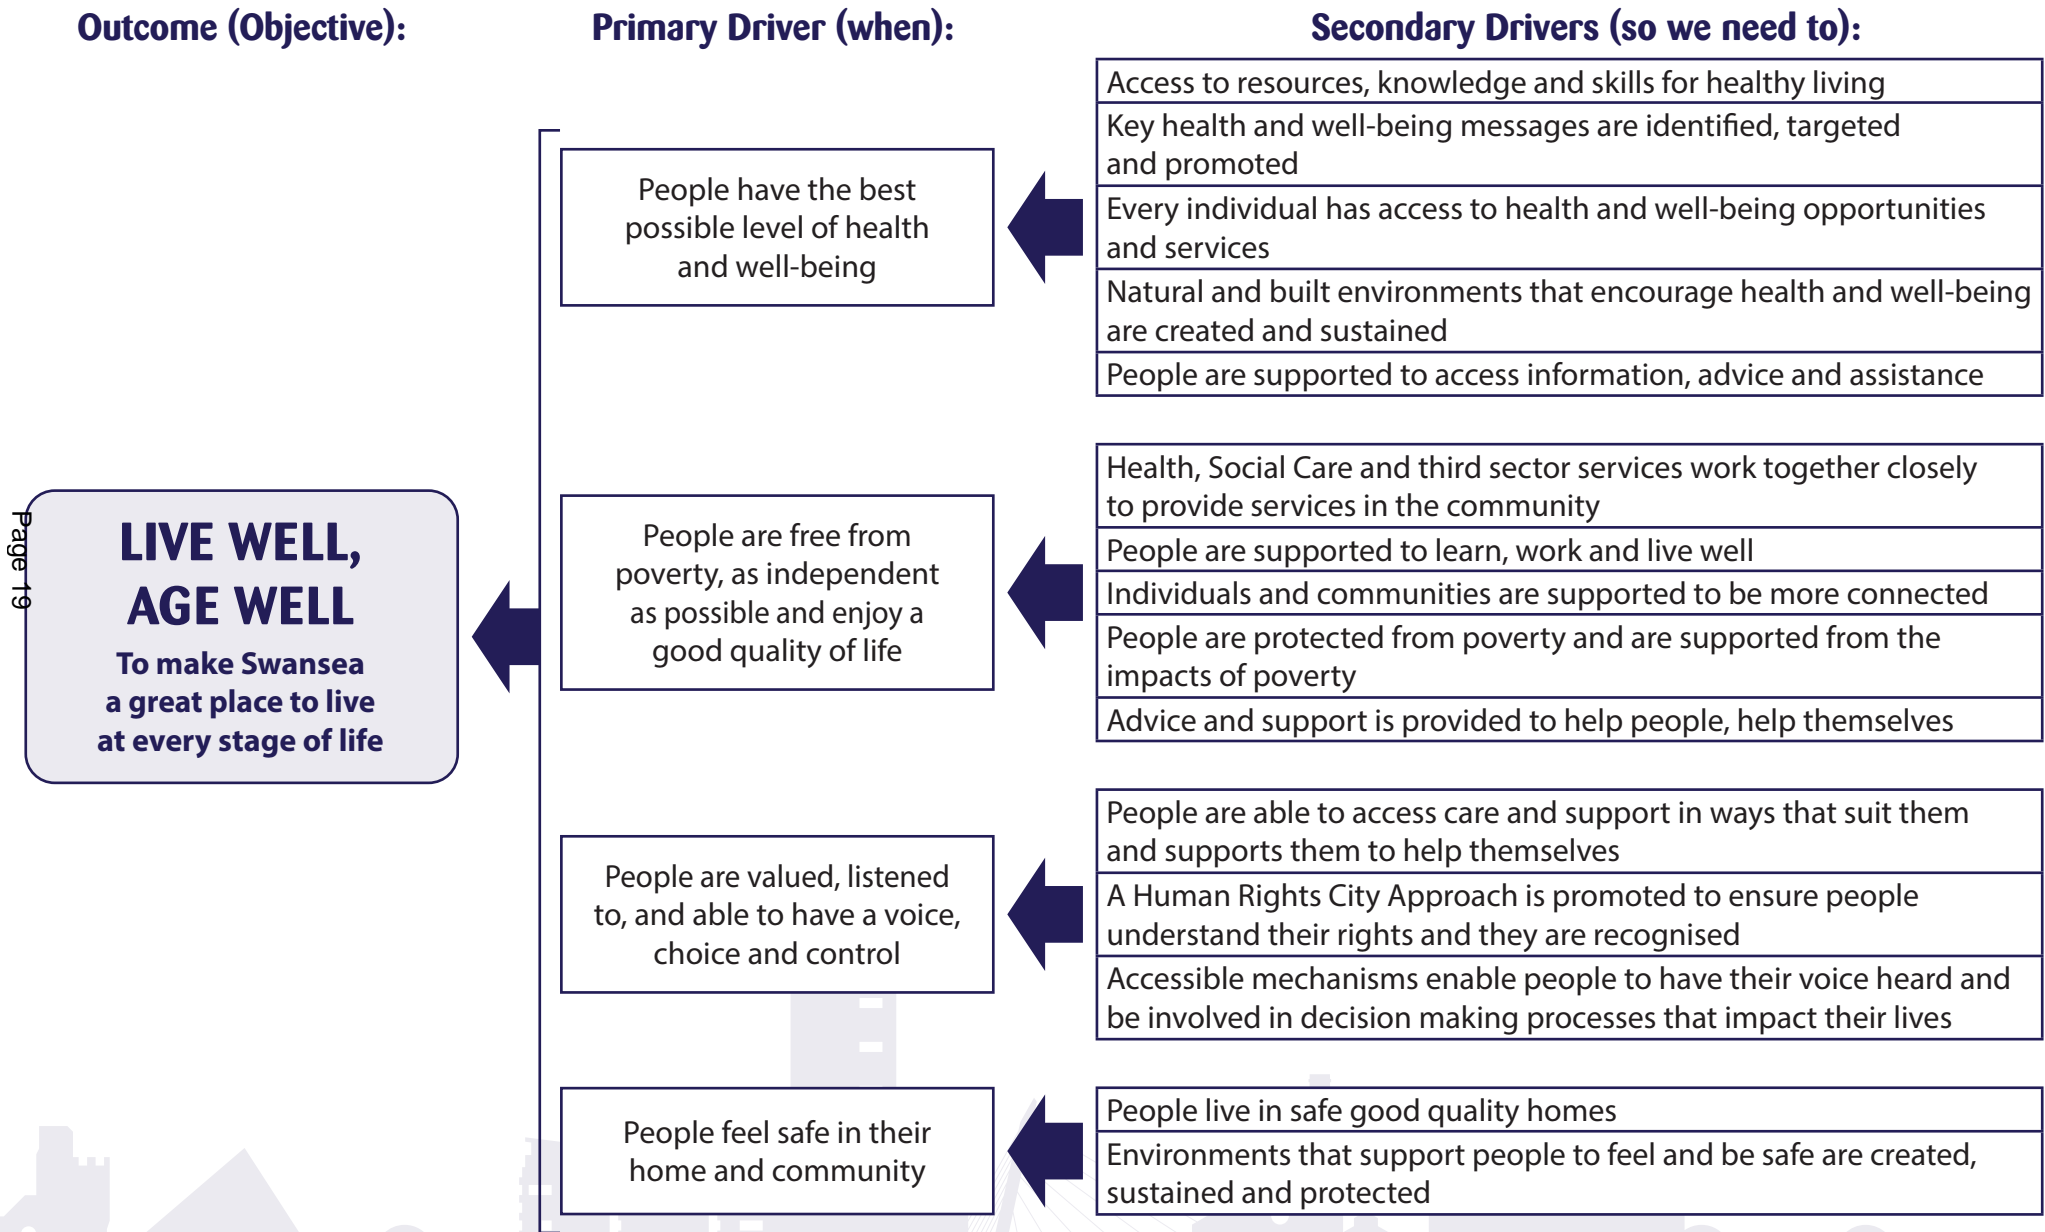 Outcome (Objective):
Primary Driver (when):
Secondary Drivers (so we need to):
LIVE WELL,
AGE WELL
To make Swansea
a great place to live
at every stage of life
People have the best
possible level of health
and well-being
Access to resources, knowledge and skills for healthy living
Key health and well-being messages are identified, targeted
and promoted
Every individual has access to health and well-being opportunities
and services
Natural and built environments that encourage health and well-being
are created and sustained
People are supported to access information, advice and assistance
People are free from
poverty, as independent
as possible and enjoy a
good quality of life
Health, Social Care and third sector services work together closely
to provide services in the community
People are supported to learn, work and live well
Individuals and communities are supported to be more connected
People are protected from poverty and are supported from the
impacts of poverty
Advice and support is provided to help people, help themselves
People are valued, listened
to, and able to have a voice,
choice and control
People are able to access care and support in ways that suit them
and supports them to help themselves
A Human Rights City Approach is promoted to ensure people
understand their rights and they are recognised
Accessible mechanisms enable people to have their voice heard and
be involved in decision making processes that impact their lives
People feel safe in their
home and community
People live in safe good quality homes
Environments that support people to feel and be safe are created,
sustained and protected
Page 19